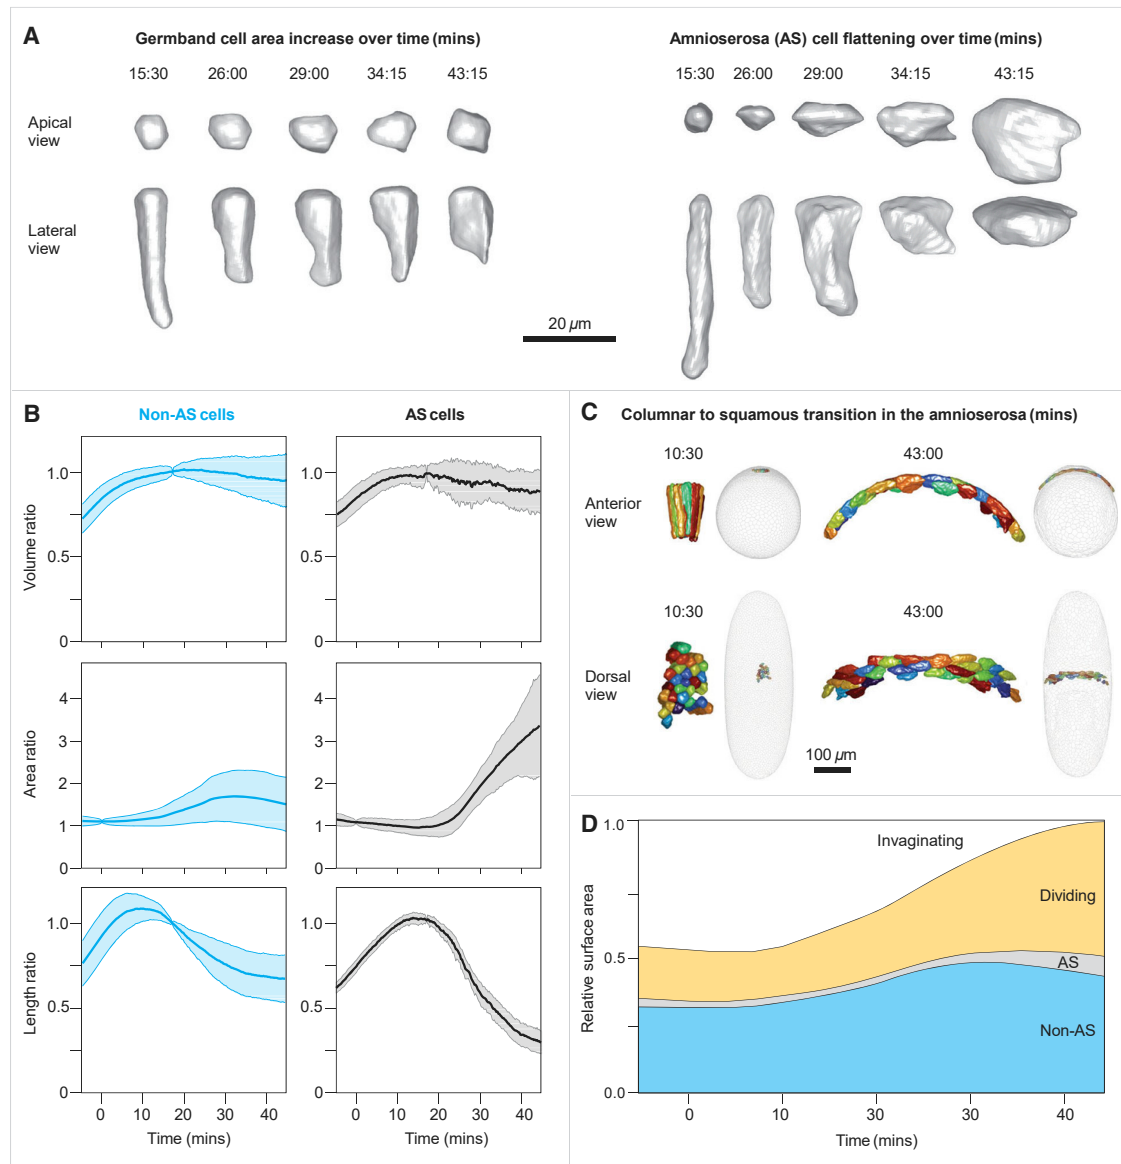 A
Germband cell area increase over time (mins)
15:30 26:00 29:00 34:15 43:15
Apical
view
Lateral
view
Amnioserosa (AS) cell flattening over time (mins)
15:30 26:00 29:00 34:15 43:15
20 µm
B
Non-AS cells
AS cells
Volume ratio
1.0
0.5
0
1.0
0.5
0
Area ratio
4
3
2
1
0
4
3
2
1
0
Length ratio
1.0
0.5
0
1.0
0.5
0
0 10 20 30 40
Time (mins)
0 10 20 30 40
Time (mins)
C
Columnar to squamous transition in the amnioserosa (mins)
10:30 43:00
Anterior
view
10:30 43:00
Dorsal
view
100 µm
D
Relative surface area
1.0
0.5
0.0
Invaginating
Dividing
AS
Non-AS
0 10 30 30 40
Time (mins)